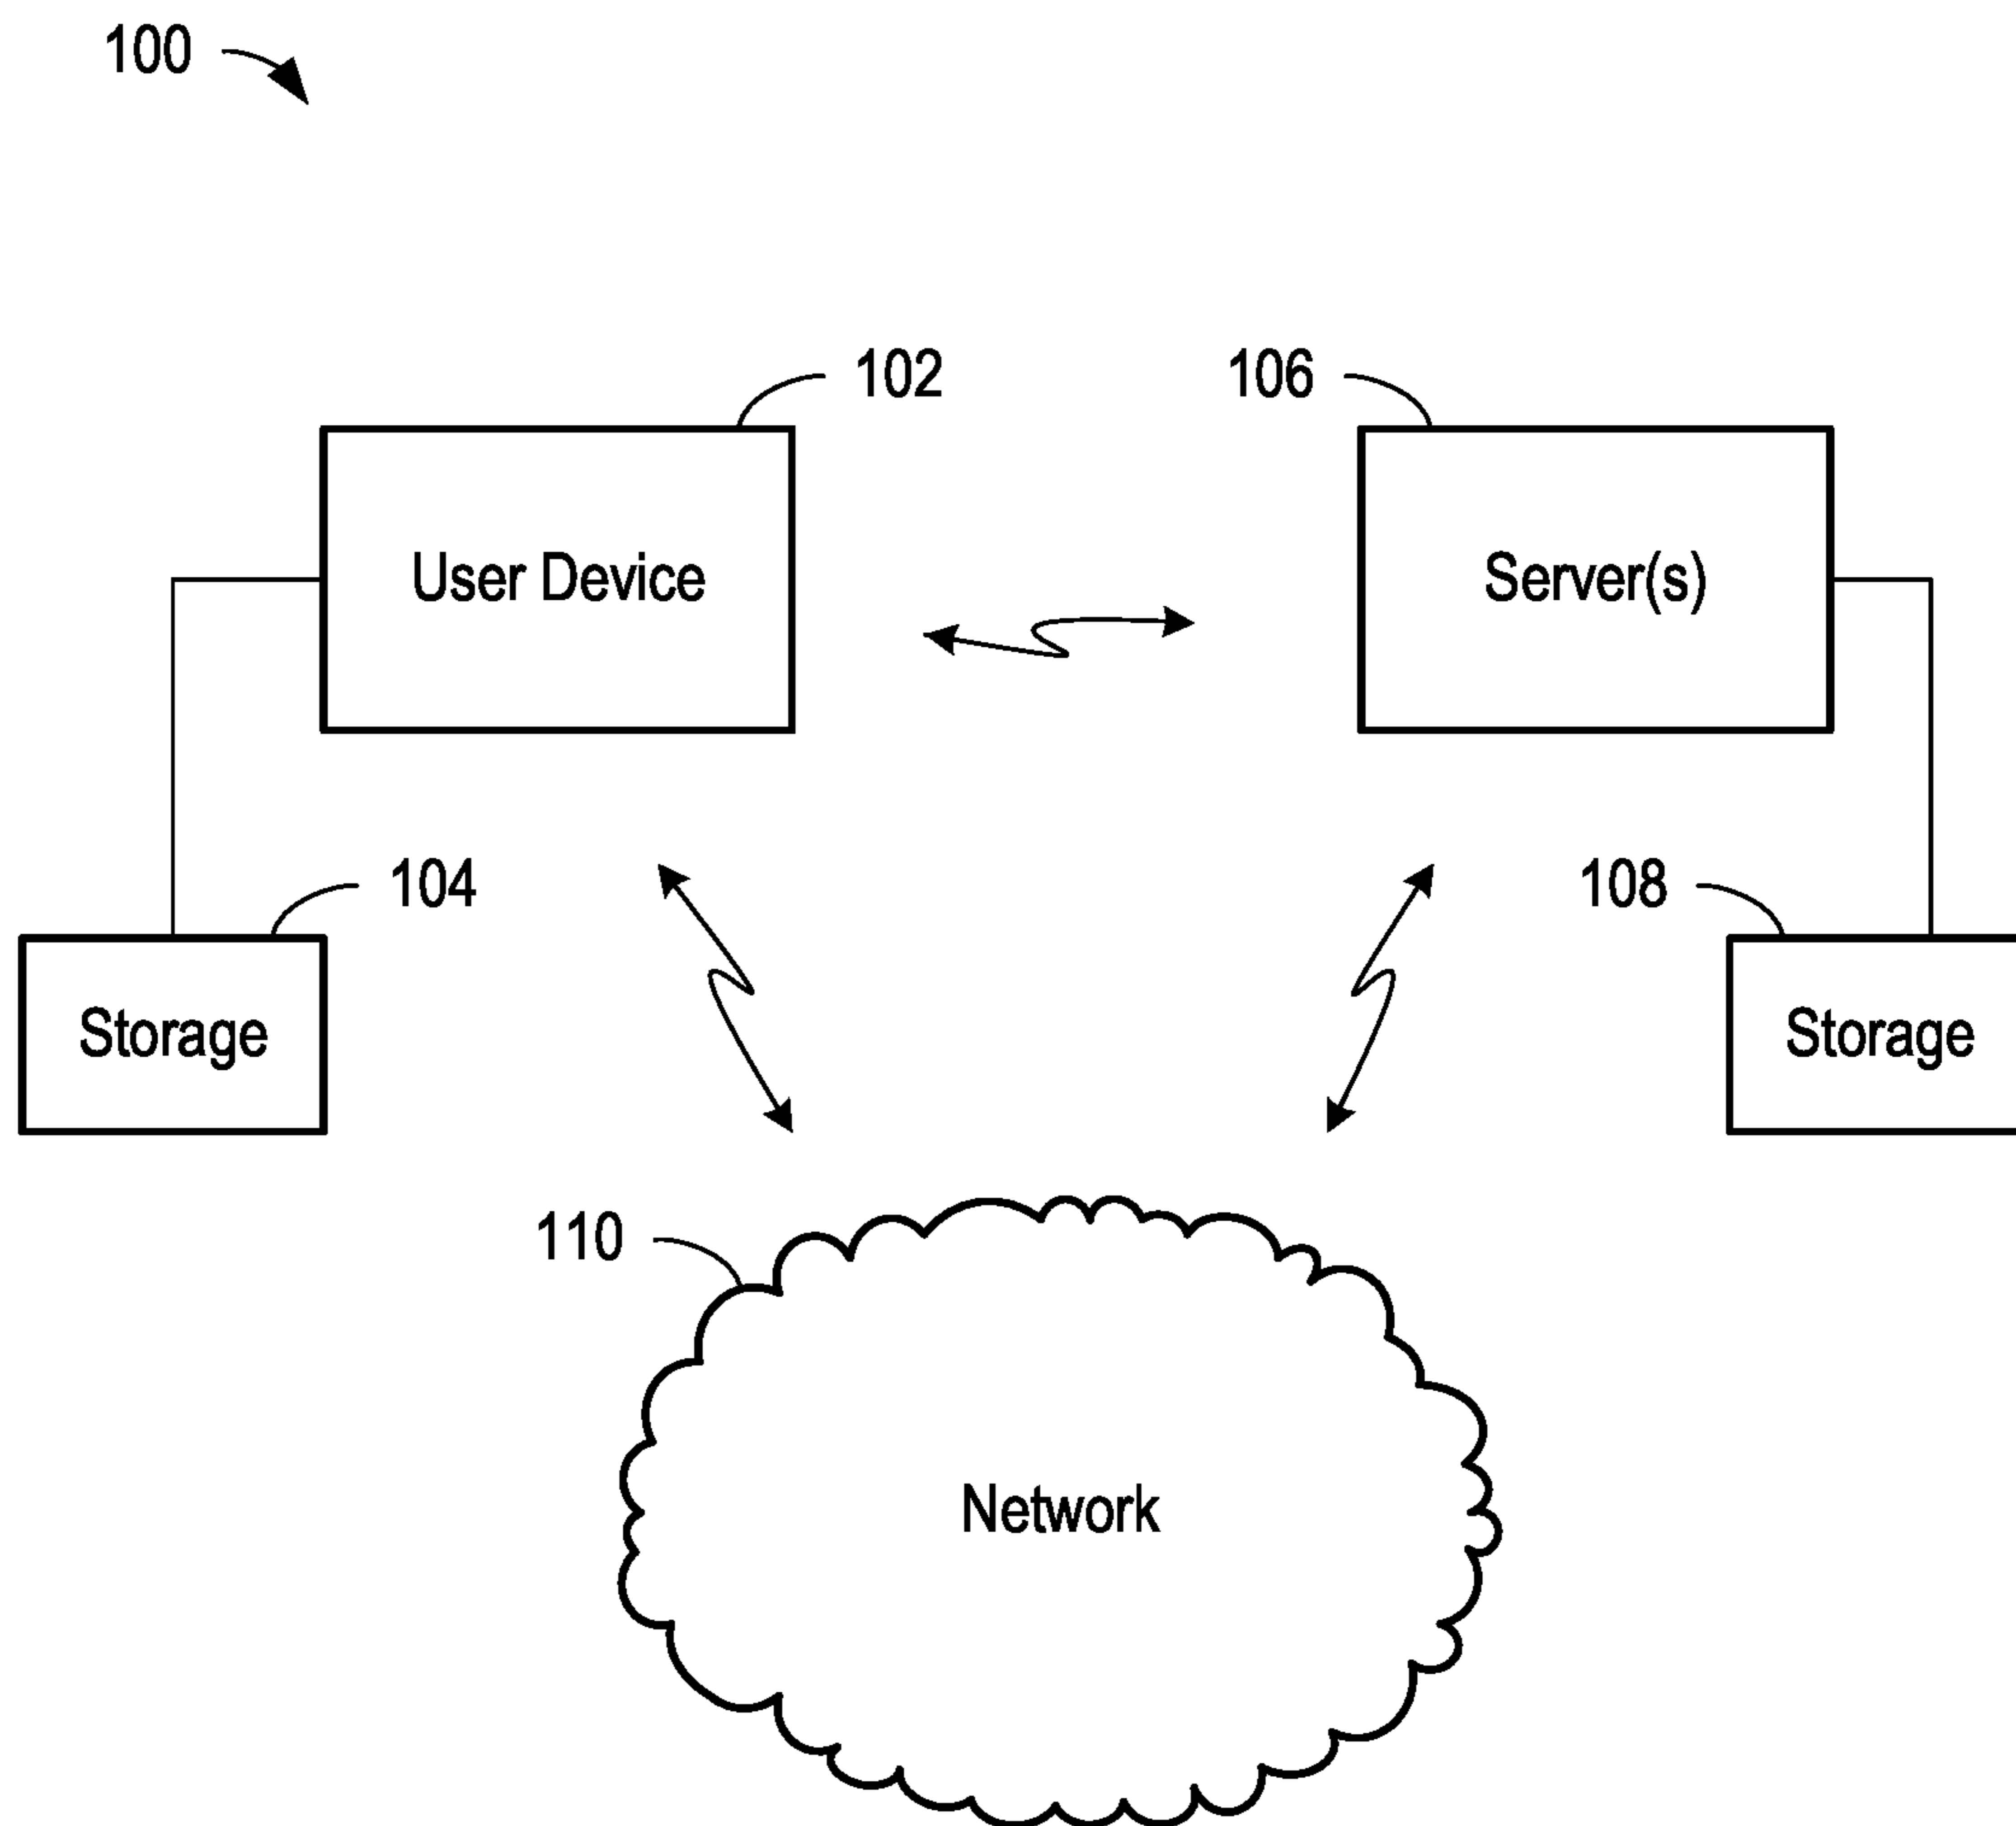 100
102
106
User Device
Server(s)
104
108
Storage
Storage
110
Network